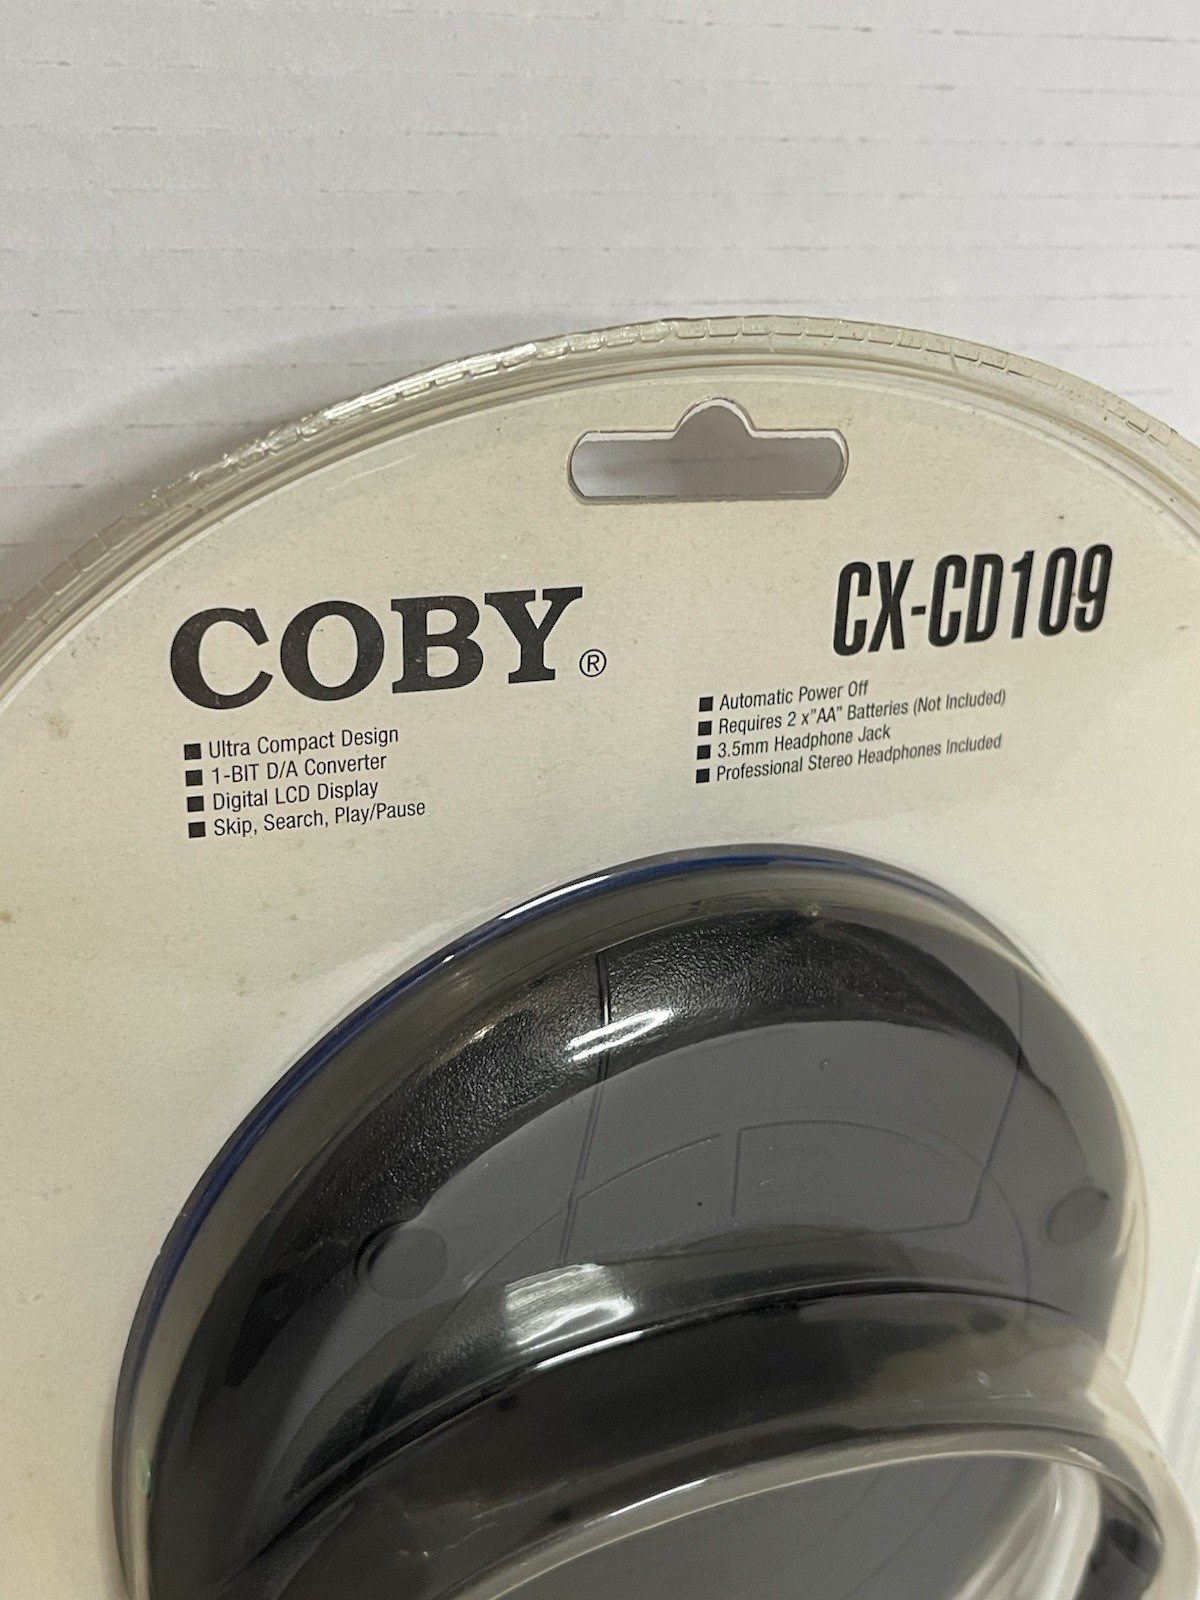 COBY®
■ Ultra Compact Design
■ 1-BIT D/A Converter
■ Digital LCD Display
■ Skip, Search, Play/Pause
CX-CD109
■ Automatic Power Off
■ Requires 2 x"AA" Batteries (Not Included)
■ 3.5mm Headphone Jack
■ Professional Stereo Headphones Included